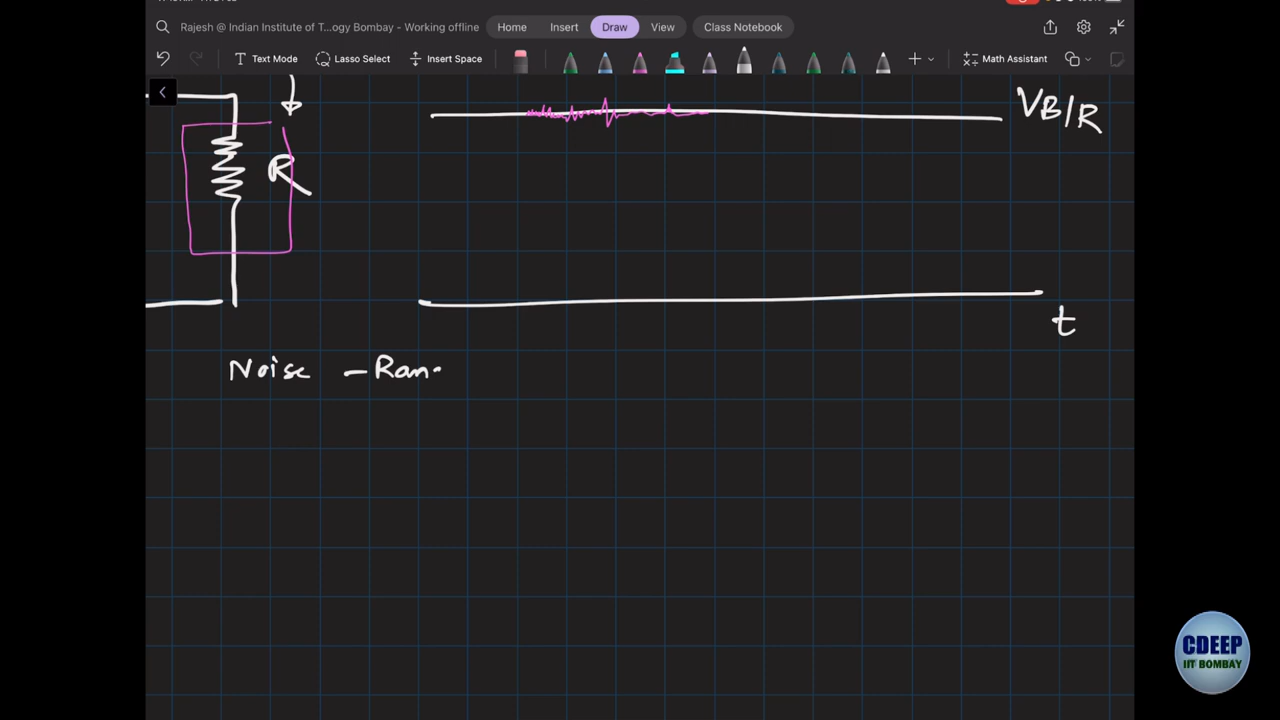 Rajesh @ Indian Institute of T...ogy Bombay - Working offline
Home Insert Draw View Class Notebook
Text Mode Lasso Select Insert Space Math Assistant
VB/R
R
t
Noise - Ran
CDEEP
IIT BOMBAY